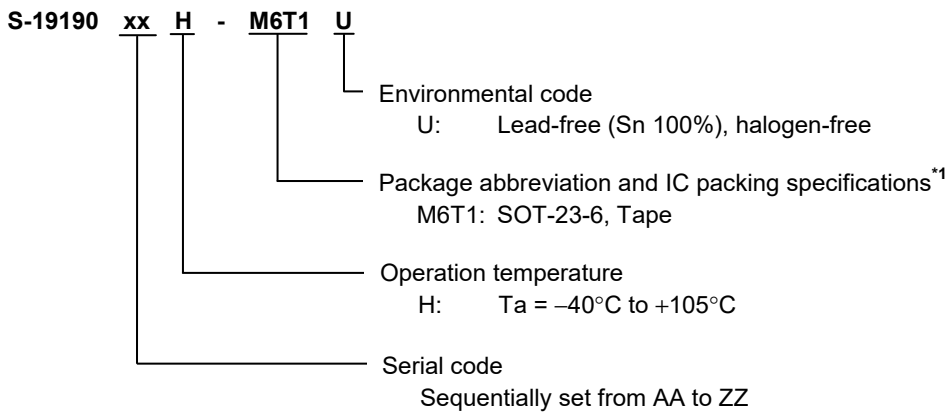 S-19190 xx H - M6T1 U
Environmental code
U: Lead-free (Sn 100%), halogen-free
Package abbreviation and IC packing specifications*1
M6T1: SOT-23-6, Tape
Operation temperature
H: Ta = −40°C to +105°C
Serial code
Sequentially set from AA to ZZ